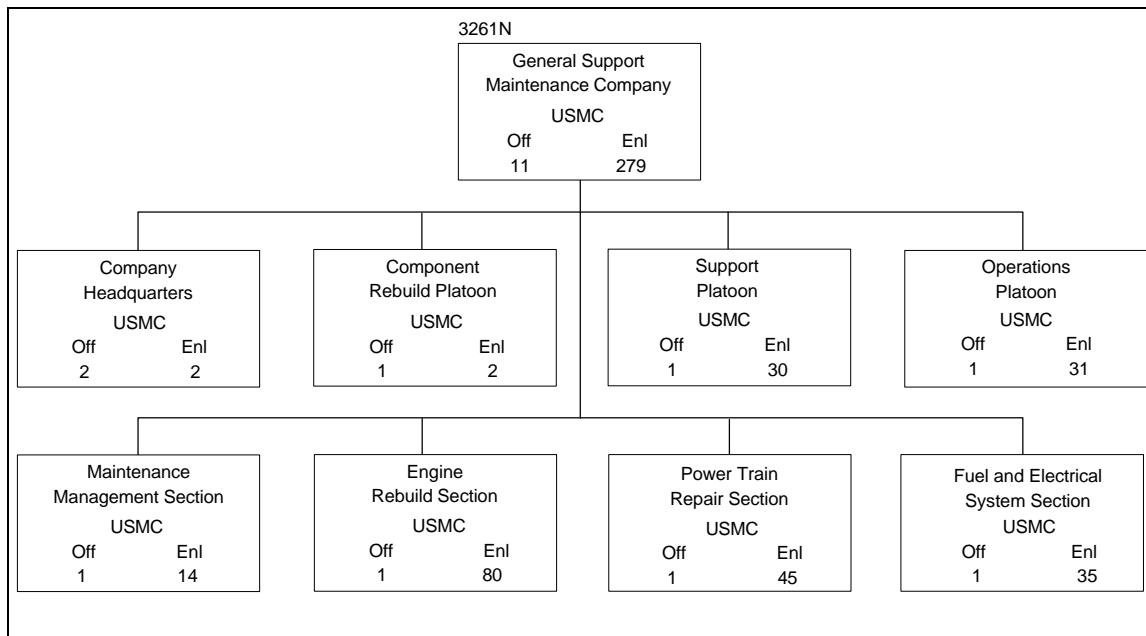 3261N
General Support
Maintenance Company
USMC
Off Enl
11 279
Company
Headquarters
USMC
Off Enl
2 2
Component
Rebuild Platoon
USMC
Off Enl
1 2
Support
Platoon
USMC
Off Enl
1 30
Operations
Platoon
USMC
Off Enl
1 31
Maintenance
Management Section
USMC
Off Enl
1 14
Engine
Rebuild Section
USMC
Off Enl
1 80
Power Train
Repair Section
USMC
Off Enl
1 45
Fuel and Electrical
System Section
USMC
Off Enl
1 35